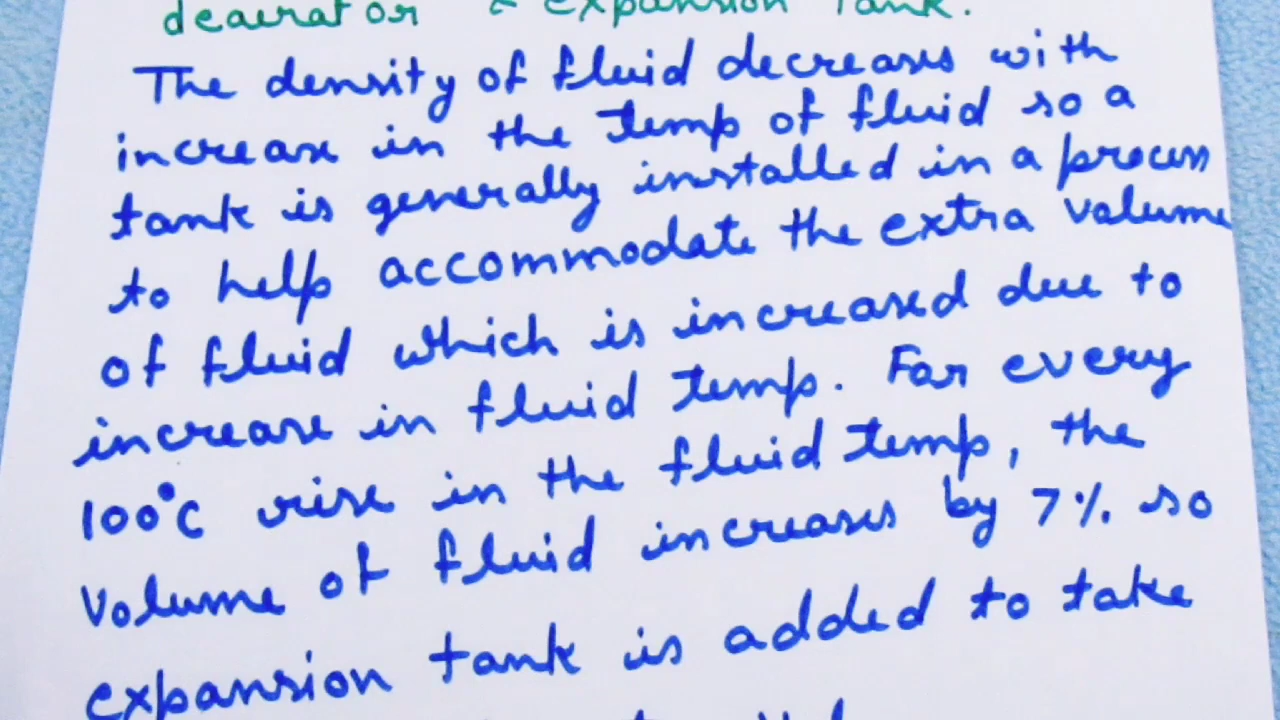 deairator & expansion Tank.
The density of fluid decreases with
increase in the temp of fluid so a
tank is generally installed in a process
to help accommodate the extra volume
of fluid which is increased due to
increase in fluid temp. For every
100°C rise in the fluid temp, the
Volume of fluid increases by 7% so
expansion tank is added to take